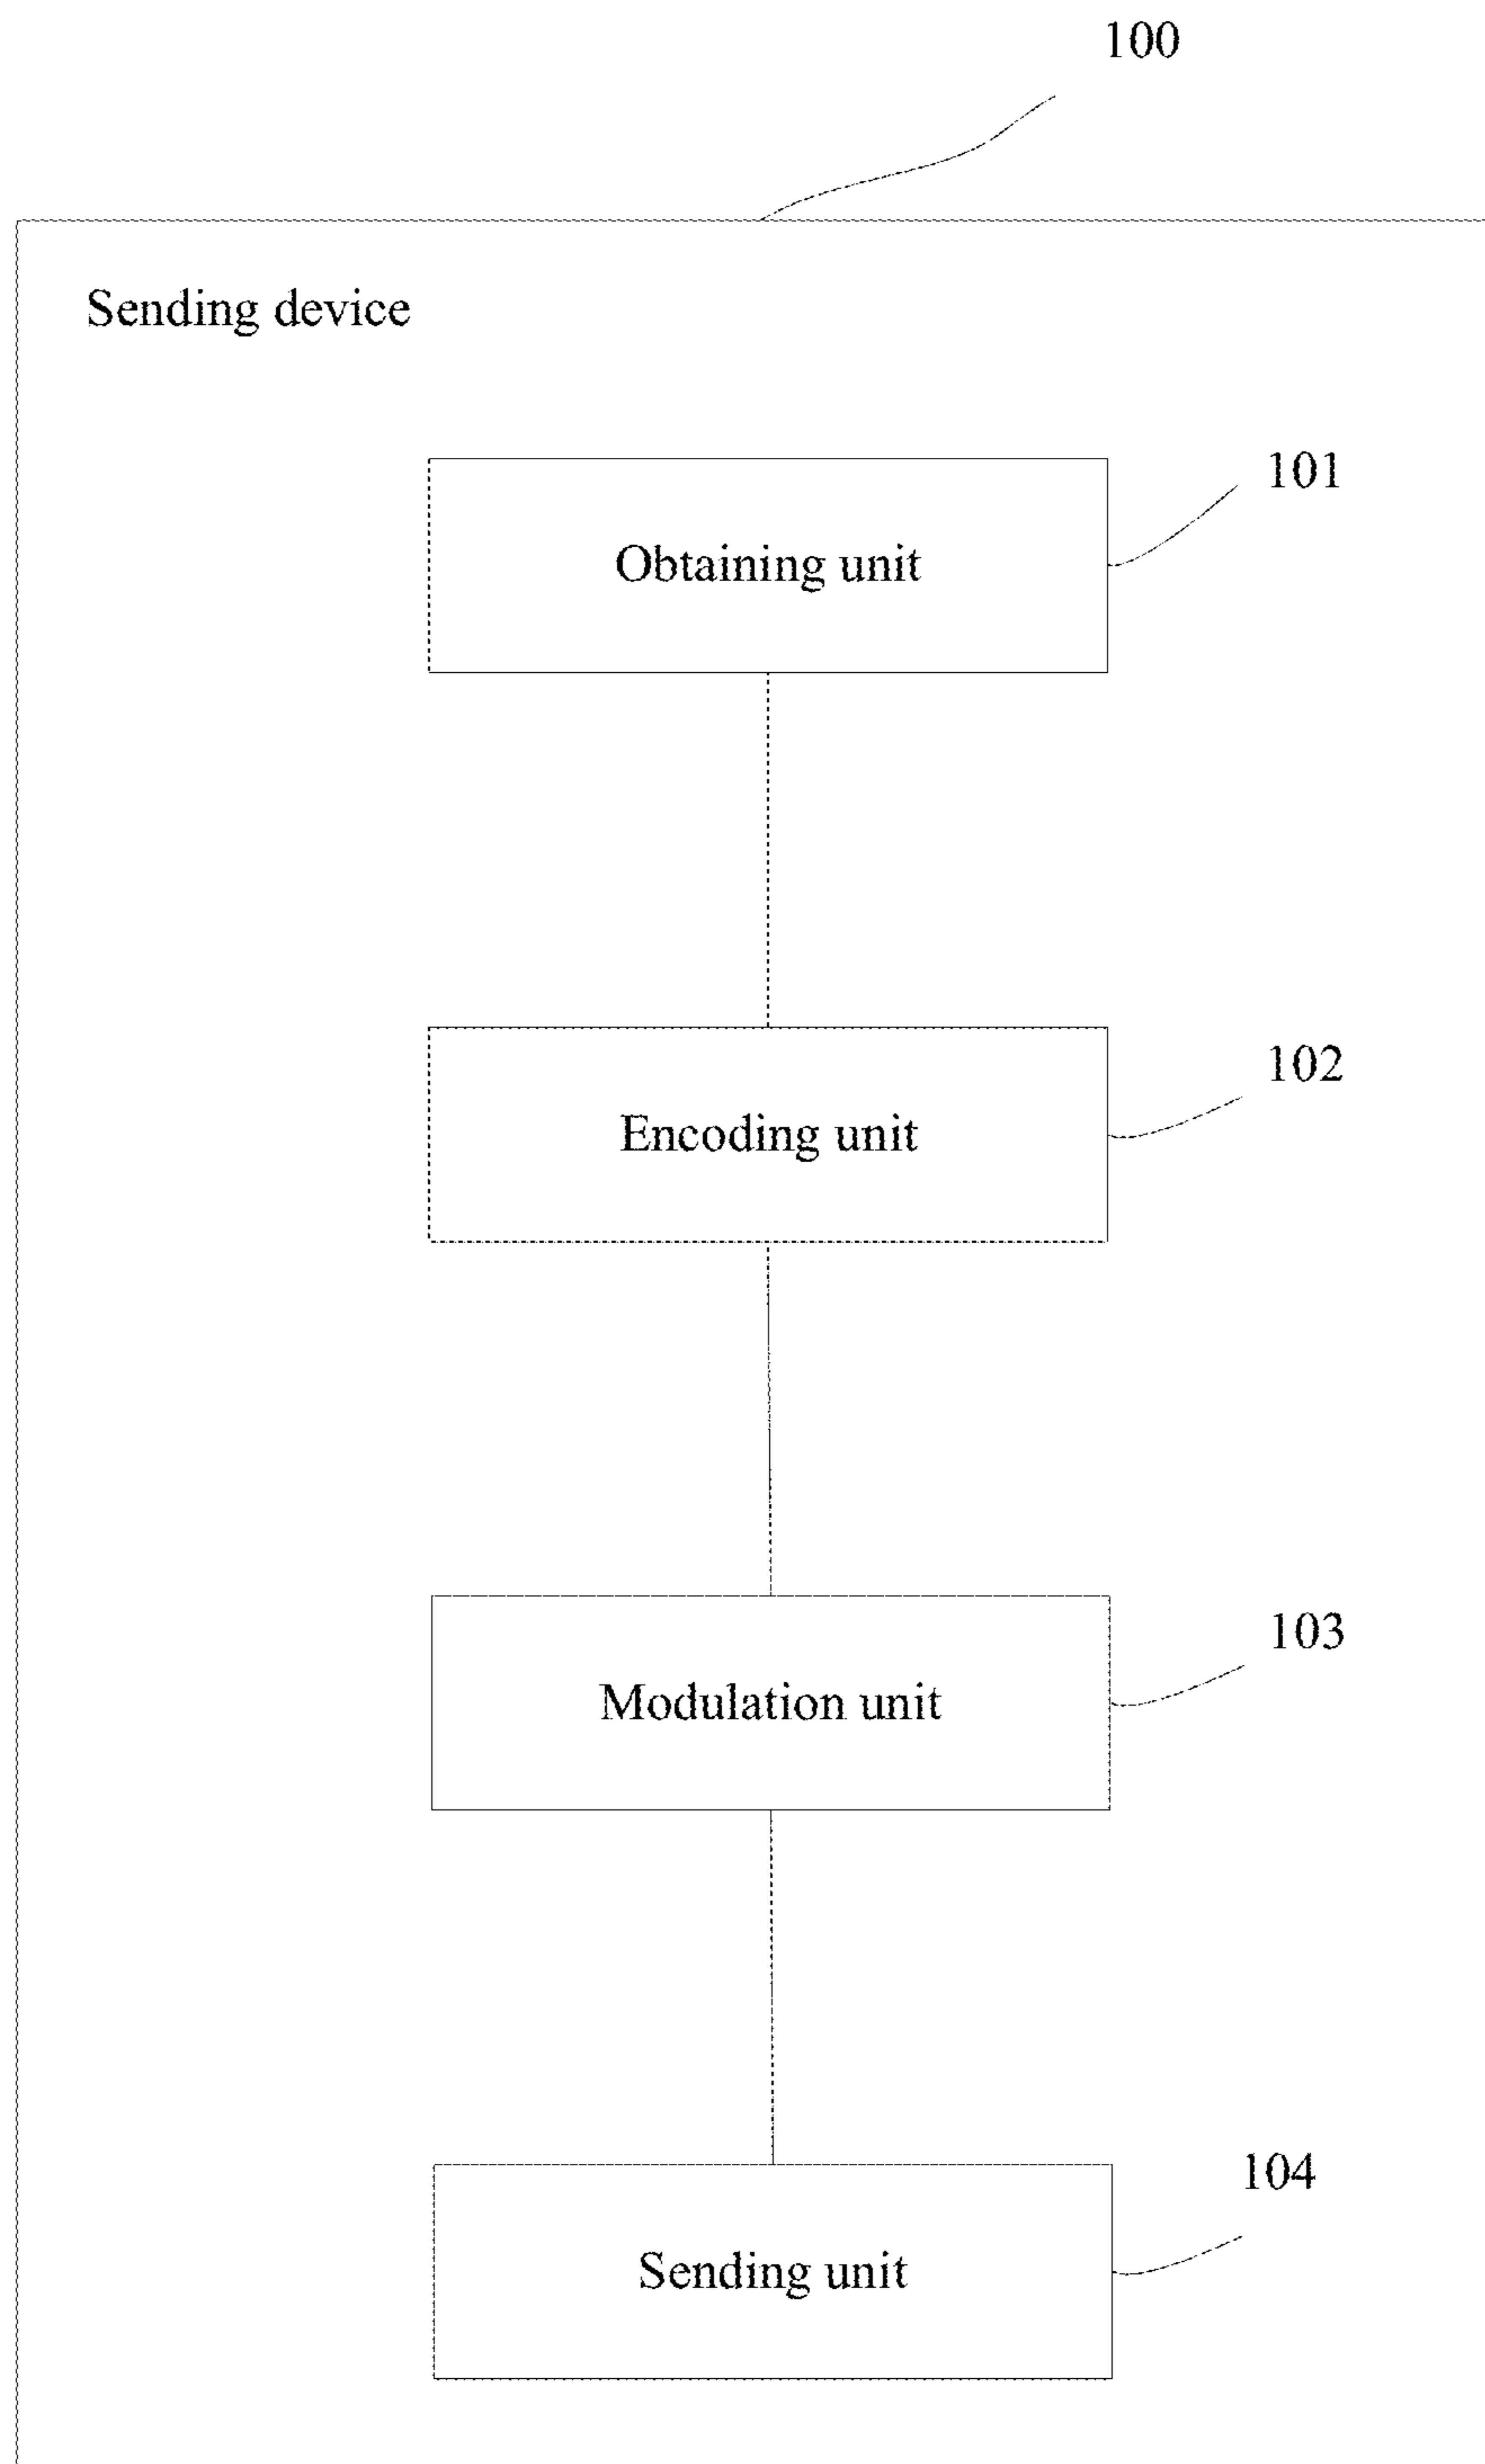 100
Sending device
101
Obtaining unit
102
Encoding unit
103
Modulation unit
104
Sending unit